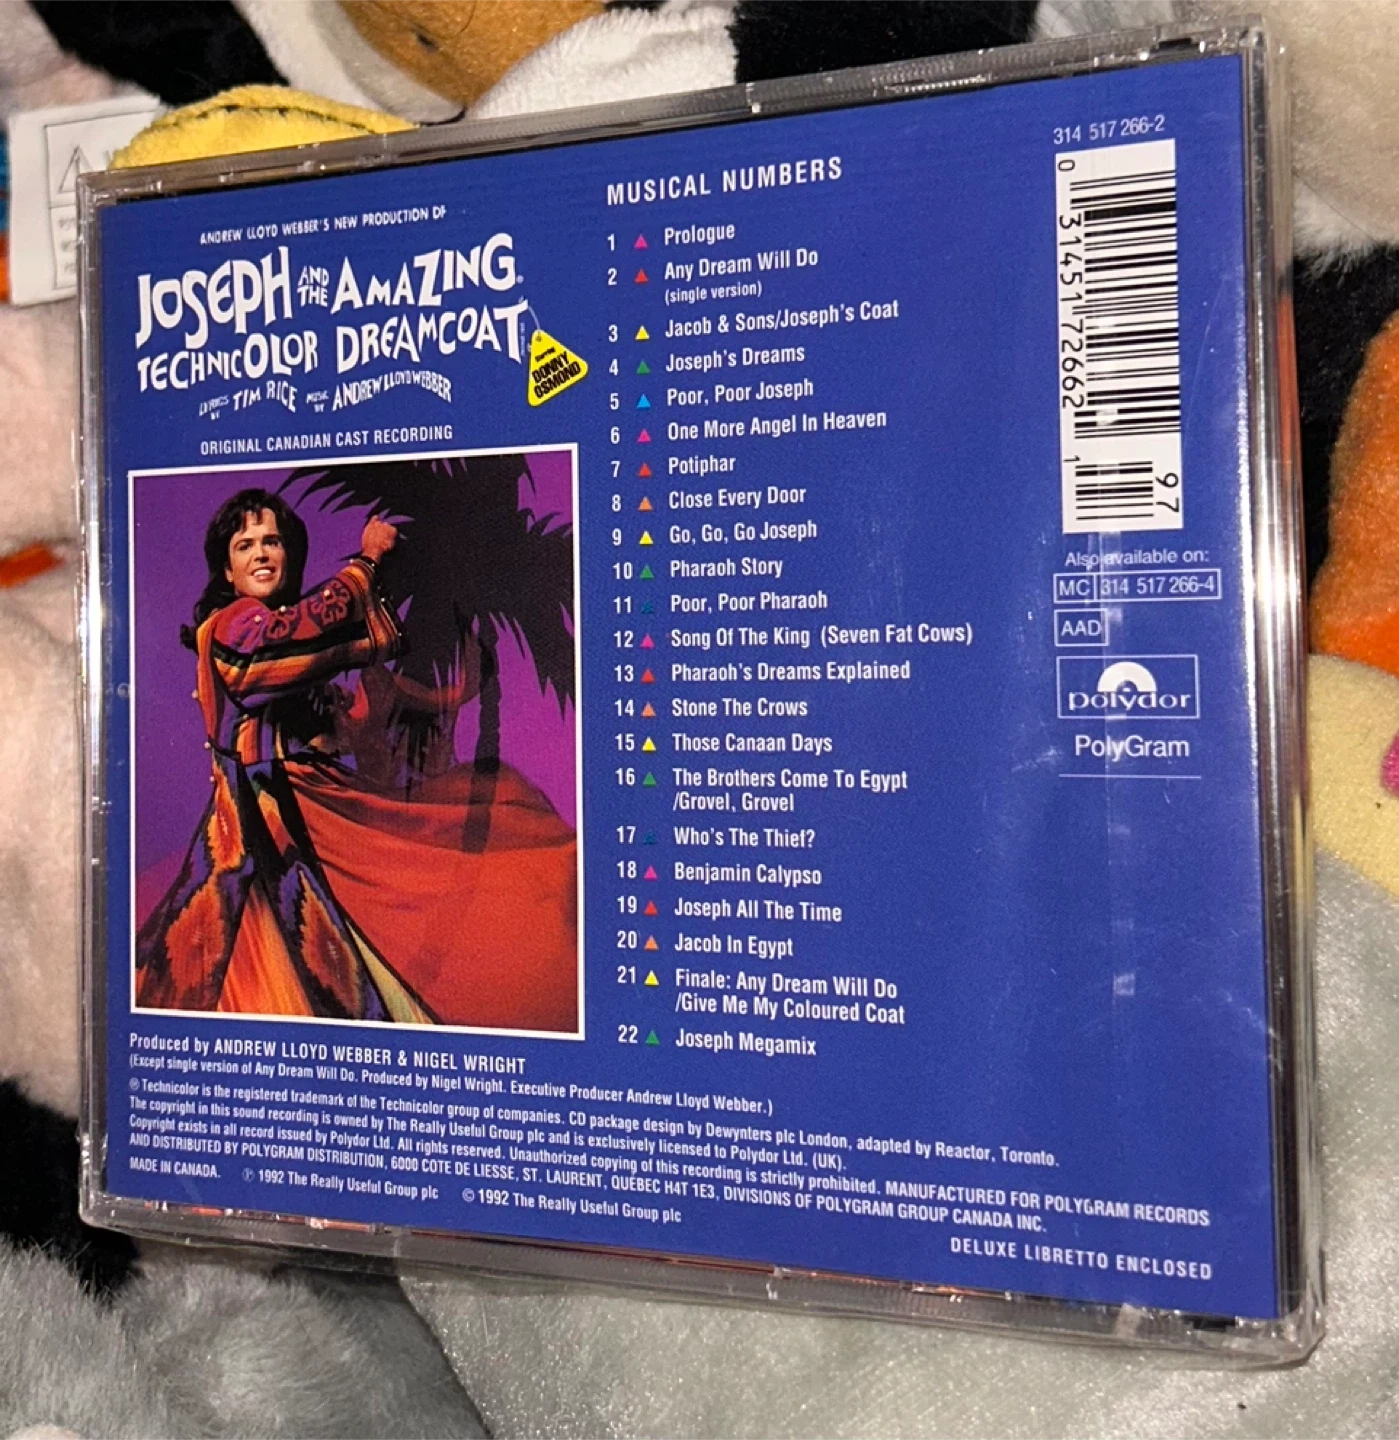 ANDREW LLOYD WEBBER'S NEW PRODUCTION OF
JOSEPH AND THE AMAZING
TECHNICOLOR DREAMCOAT
LYRICS BY TIM RICE MUSIC BY ANDREW LLOYD WEBBER
Starring
DONNY
OSMOND
ORIGINAL CANADIAN CAST RECORDING
MUSICAL NUMBERS
1 Prologue
2 Any Dream Will Do
(single version)
3 Jacob & Sons/Joseph's Coat
4 Joseph's Dreams
5 Poor, Poor Joseph
6 One More Angel In Heaven
7 Potiphar
8 Close Every Door
9 Go, Go, Go Joseph
10 Pharaoh Story
11 Poor, Poor Pharaoh
12 Song Of The King (Seven Fat Cows)
13 Pharaoh's Dreams Explained
14 Stone The Crows
15 Those Canaan Days
16 The Brothers Come To Egypt
/Grovel, Grovel
17 Who's The Thief?
18 Benjamin Calypso
19 Joseph All The Time
20 Jacob In Egypt
21 Finale: Any Dream Will Do
/Give Me My Coloured Coat
22 Joseph Megamix
314 517 266-2
0 31451 72662 1
97
Also available on:
MC 314 517 266-4
AAD
polydor
PolyGram
Produced by ANDREW LLOYD WEBBER & NIGEL WRIGHT
(Except single version of Any Dream Will Do. Produced by Nigel Wright. Executive Producer Andrew Lloyd Webber.)
® Technicolor is the registered trademark of the Technicolor group of companies. CD package design by Dewynters plc London, adapted by Reactor, Toronto.
The copyright in this sound recording is owned by The Really Useful Group plc and is exclusively licensed to Polydor Ltd. (UK).
Copyright exists in all record issued by Polydor Ltd. All rights reserved. Unauthorized copying of this recording is strictly prohibited. MANUFACTURED FOR POLYGRAM RECORDS
AND DISTRIBUTED BY POLYGRAM DISTRIBUTION, 6000 COTE DE LIESSE, ST. LAURENT, QUÉBEC H4T 1E3, DIVISIONS OF POLYGRAM GROUP CANADA INC.
MADE IN CANADA. ℗ 1992 The Really Useful Group plc © 1992 The Really Useful Group plc
DELUXE LIBRETTO ENCLOSED